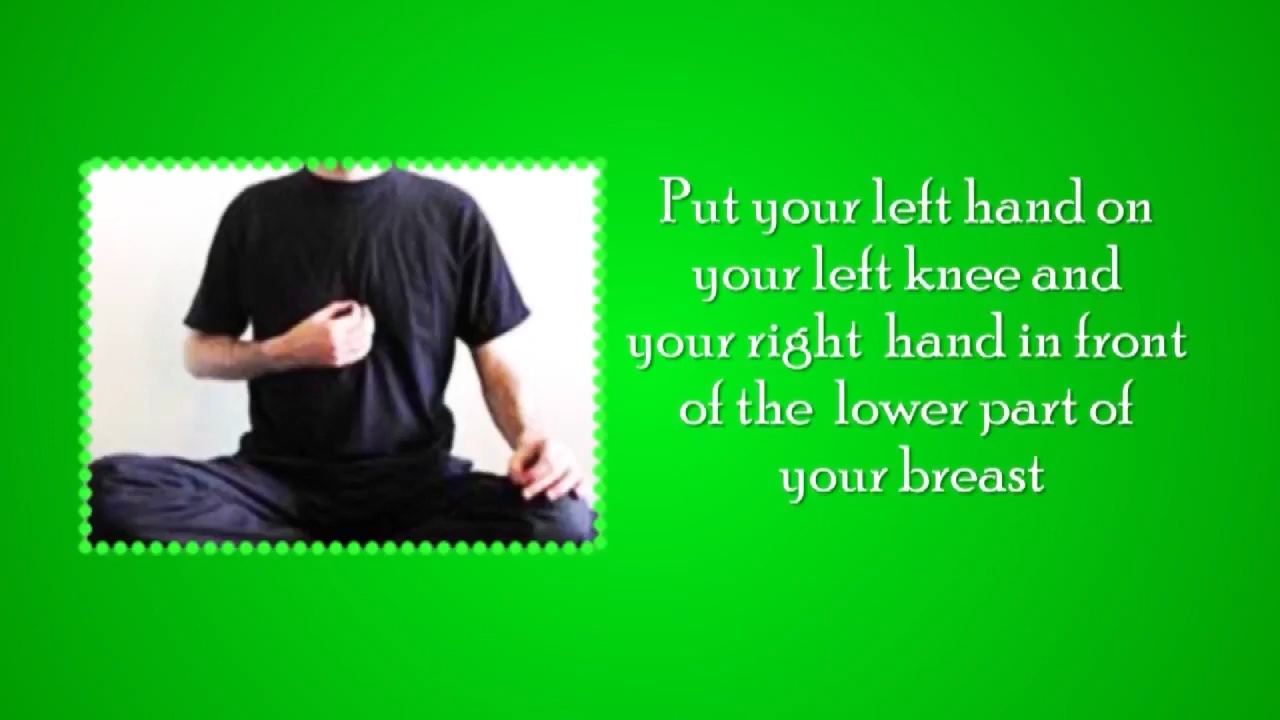 Put your left hand on
your left knee and
your right hand in front
of the lower part of
your breast